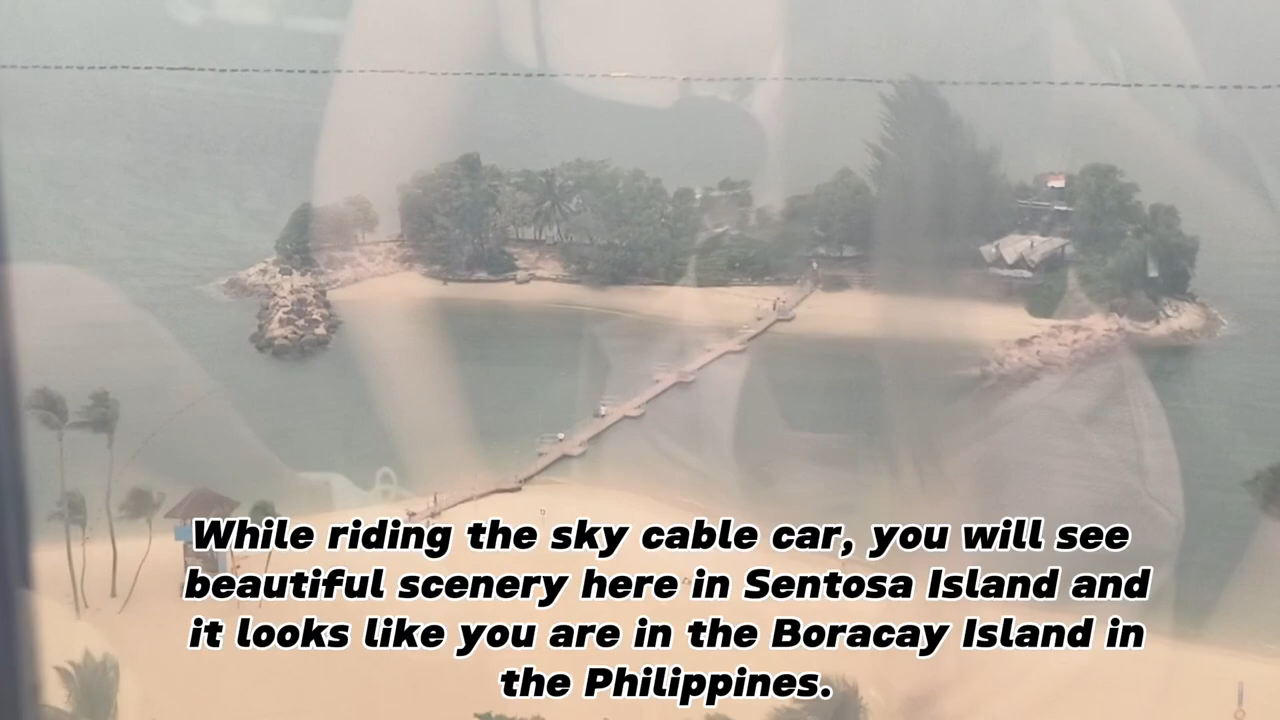 While riding the sky cable car, you will see
beautiful scenery here in Sentosa Island and
it looks like you are in the Boracay Island in
the Philippines.